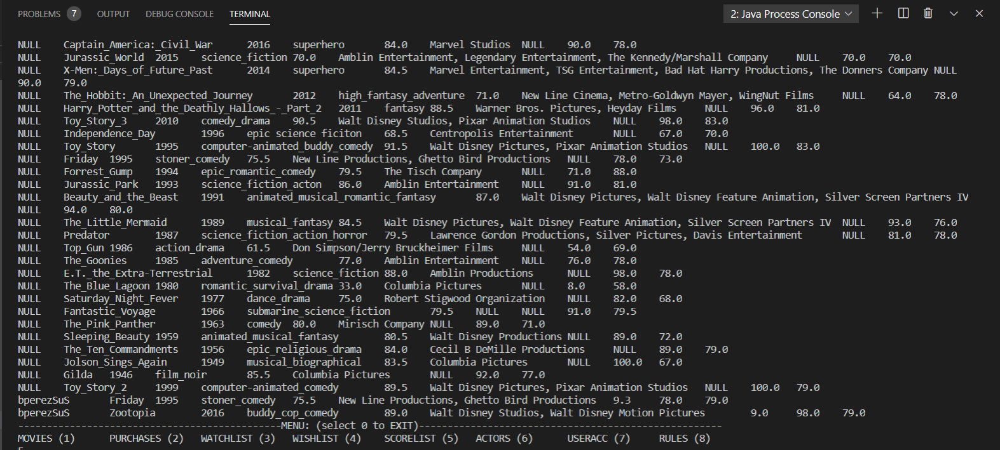 PROBLEMS 7 OUTPUT DEBUG CONSOLE TERMINAL 2: Java Process Console
NULL Captain_America:_Civil_War 2016 superhero 84.0 Marvel Studios NULL 90.0 78.0
NULL Jurassic_World 2015 science_fiction 70.0 Amblin Entertainment, Legendary Entertainment, The Kennedy/Marshall Company NULL 70.0 70.0
NULL X-Men:_Days_of_Future_Past 2014 superhero 84.5 Marvel Entertainment, TSG Entertainment, Bad Hat Harry Productions, The Donners Company NULL
90.0 79.0
NULL The_Hobbit:_An_Unexpected_Journey 2012 high_fantasy_adventure 71.0 New Line Cinema, Metro-Goldwyn Mayer, WingNut Films NULL 64.0 78.0
NULL Harry_Potter_and_the_Deathly_Hallows_-_Part_2 2011 fantasy 88.5 Warner Bros. Pictures, Heyday Films NULL 96.0 81.0
NULL Toy_Story_3 2010 comedy_drama 90.5 Walt Disney Studios, Pixar Animation Studios NULL 98.0 83.0
NULL Independence_Day 1996 epic science ficiton 68.5 Centropolis Entertainment NULL 67.0 70.0
NULL Toy_Story 1995 computer-animated_buddy_comedy 91.5 Walt Disney Pictures, Pixar Animation Studios NULL 100.0 83.0
NULL Friday 1995 stoner_comedy 75.5 New Line Productions, Ghetto Bird Productions NULL 78.0 73.0
NULL Forrest_Gump 1994 epic_romantic_comedy 79.5 The Tisch Company NULL 71.0 88.0
NULL Jurassic_Park 1993 science_fiction_acton 86.0 Amblin Entertainment NULL 91.0 81.0
NULL Beauty_and_the_Beast 1991 animated_musical_romantic_fantasy 87.0 Walt Disney Pictures, Walt Disney Feature Animation, Silver Screen Partners IV
NULL 94.0 80.0
NULL The_Little_Mermaid 1989 musical_fantasy 84.5 Walt Disney Pictures, Walt Disney Feature Animation, Silver Screen Partners IV NULL 93.0 76.0
NULL Predator 1987 science_fiction_action_horror 79.5 Lawrence Gordon Productions, Silver Pictures, Davis Entertainment NULL 81.0 78.0
NULL Top_Gun 1986 action_drama 61.5 Don Simpson/Jerry Bruckheimer Films NULL 54.0 69.0
NULL The_Goonies 1985 adventure_comedy 77.0 Amblin Entertainment NULL 76.0 78.0
NULL E.T._the_Extra-Terrestrial 1982 science_fiction 88.0 Amblin Productions NULL 98.0 78.0
NULL The_Blue_Lagoon 1980 romantic_survival_drama 33.0 Columbia Pictures NULL 8.0 58.0
NULL Saturday_Night_Fever 1977 dance_drama 75.0 Robert Stigwood Organization NULL 82.0 68.0
NULL Fantastic_Voyage 1966 submarine_science_fiction 79.5 NULL NULL 91.0 79.5
NULL The_Pink_Panther 1963 comedy 80.0 Mirisch Company NULL 89.0 71.0
NULL Sleeping_Beauty 1959 animated_musical_fantasy 80.5 Walt Disney Productions NULL 89.0 72.0
NULL The_Ten_Commandments 1956 epic_religious_drama 84.0 Cecil B DeMille Productions NULL 89.0 79.0
NULL Jolson_Sings_Again 1949 musical_biographical 83.5 Columbia Pictures NULL 100.0 67.0
NULL Gilda 1946 film_noir 85.5 Columbia Pictures NULL 92.0 77.0
NULL Toy_Story_2 1999 computer-animated_comedy 89.5 Walt Disney Pictures, Pixar Animation Studios NULL 100.0 79.0
bperezSuS Friday 1995 stoner_comedy 75.5 New Line Productions, Ghetto Bird Productions 9.3 78.0 79.0
bperezSuS Zootopia 2016 buddy_cop_comedy 89.0 Walt Disney Studios, Walt Disney Motion Pictures 9.0 98.0 79.0
----------------------------------------------MENU: (select 0 to EXIT)-----------------------------------------------------
MOVIES (1) PURCHASES (2) WATCHLIST (3) WISHLIST (4) SCORELIST (5) ACTORS (6) USERACC (7) RULES (8)